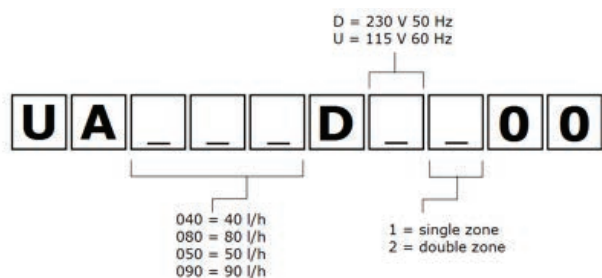 D = 230 V 50 Hz
U = 115 V 60 Hz
U A _ _ _ D _ _ 0 0
040 = 40 l/h
080 = 80 l/h
050 = 50 l/h
090 = 90 l/h
1 = single zone
2 = double zone